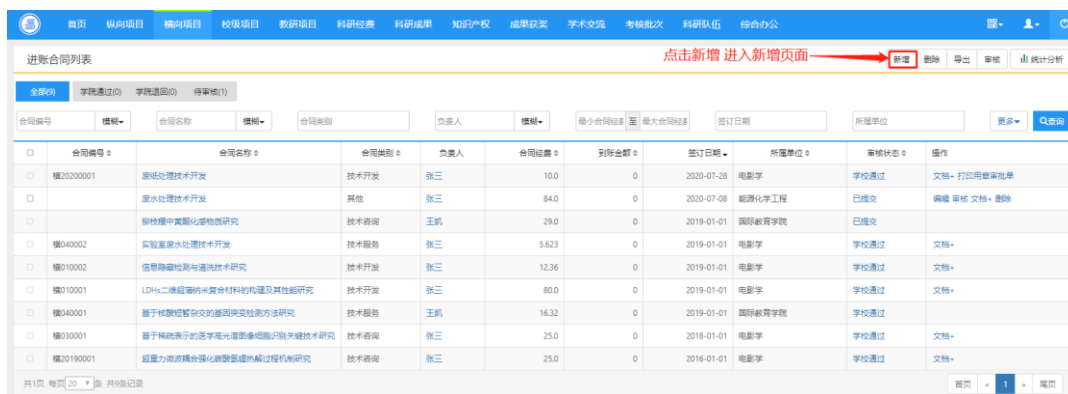 首页 纵向项目 横向项目 校级项目 教研项目 科研经费 科研成果 知识产权 成果获奖 学术交流 考核批次 科研队伍 综合办公
进账合同列表 点击新增 进入新增页面 新增 删除 导出 审核 统计分析
全部(9) 学院通过(0) 学院退回(0) 待审核(1)
合同编号 模糊 合同名称 模糊 合同类别 负责人 模糊 最小合同经费 至 最大合同经费 签订日期 所属单位 更多 查询
合同编号 合同名称 合同类别 负责人 合同经费 到账金额 签订日期 所属单位 审核状态 操作
横20200001 废纸处理技术开发 技术开发 张三 10.0 0 2020-07-28 电影学 学校通过 文档+ 打印用章审批单
废水处理技术开发 其他 张三 84.0 0 2020-07-08 能源化学工程 已提交 编辑 审核 文档+ 删除
柳枝稷中黄酮化感物质研究 技术咨询 王凯 29.0 0 2019-01-01 国际教育学院 已提交
横040002 实验室废水处理技术开发 技术服务 张三 5.623 0 2019-01-01 电影学 学校通过 文档+
横010002 信息隐藏检测与清洗技术研究 技术开发 张三 12.36 0 2019-01-01 电影学 学校通过 文档+
横010001 LDHs二维超薄纳米复合材料的构建及其性能研究 技术开发 张三 80.0 0 2019-01-01 电影学 学校通过 文档+
横040001 基于核酸短暂杂交的基因突变检测方法研究 技术服务 王凯 16.32 0 2019-01-01 国际教育学院 学校通过
横030001 基于稀疏表示的医学高光谱图像细胞识别关键技术研究 技术咨询 张三 25.0 0 2018-01-01 电影学 学校通过 文档+
横20190001 超重力微波耦合强化碳酸氢铵热解过程机制研究 技术咨询 张三 25.0 0 2016-01-01 电影学 学校通过 文档+
共1页 每页 20 条 共9条记录 首页 « 1 » 尾页